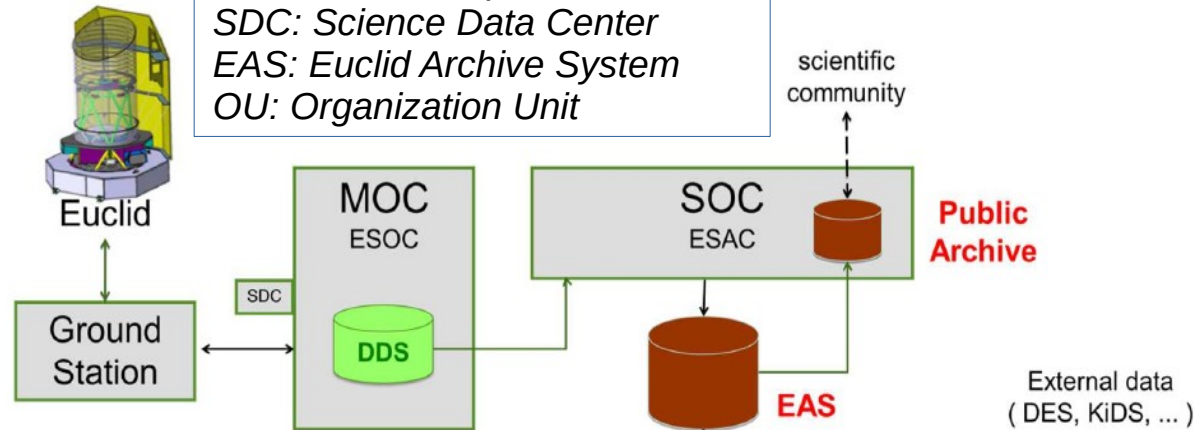 SDC: Science Data Center
EAS: Euclid Archive System
OU: Organization Unit
scientific
community
Euclid
MOC
ESOC
SOC
ESAC
Public
Archive
SDC
Ground
Station
DDS
EAS
External data
( DES, KiDS, ... )